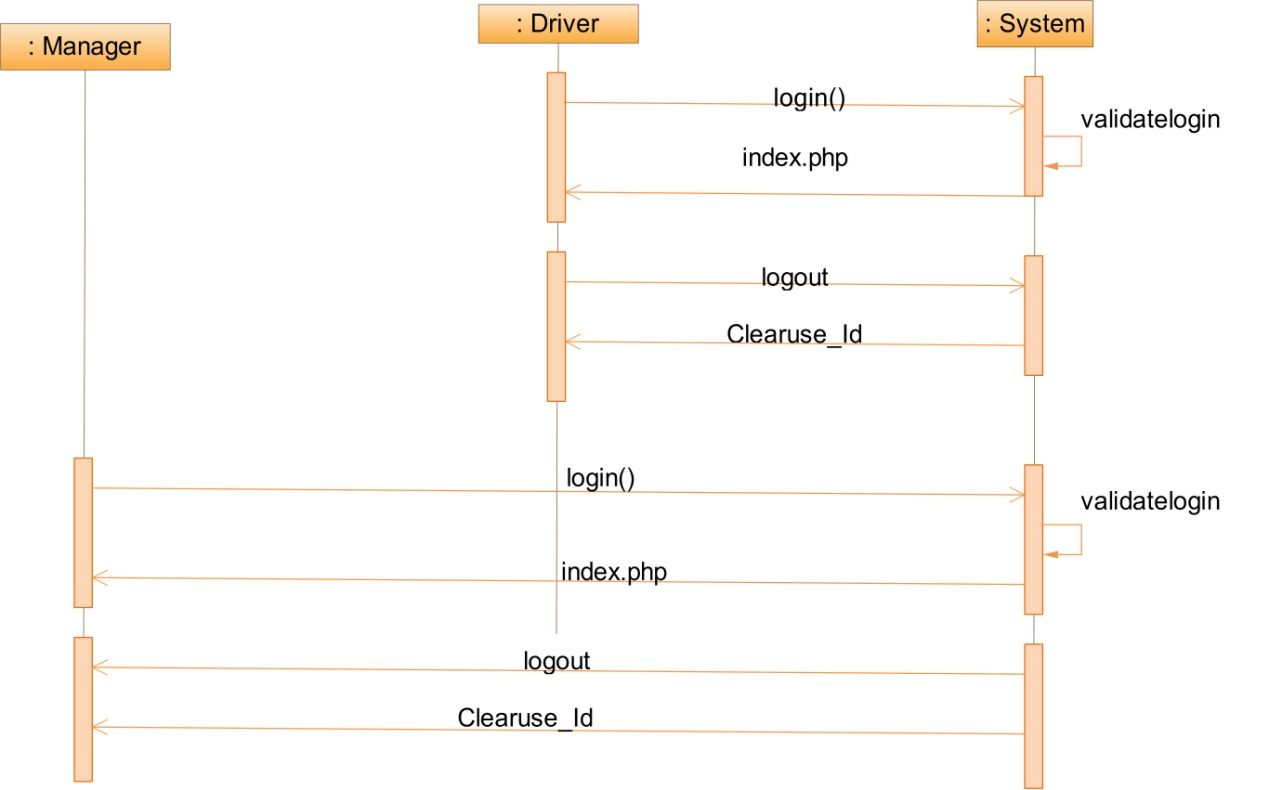 : Manager
: Driver
: System
login()
validatelogin
index.php
logout
Clearuse_Id
login()
validatelogin
index.php
logout
Clearuse_Id